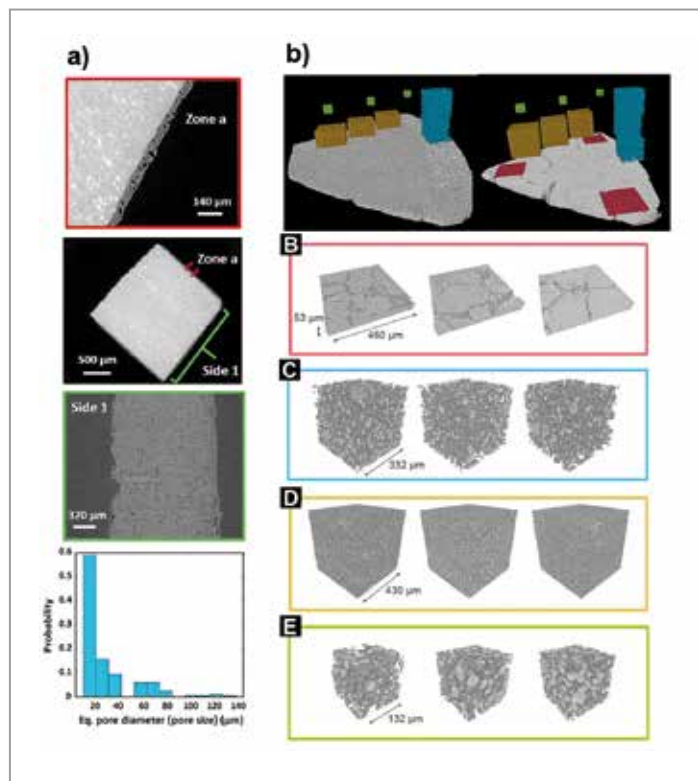 a)
Zone a
140 µm
Zone a
500 µm
Side 1
Side 1
370 µm
0.6
0.5
0.4
0.3
0.2
0.1
0
Probability
20 40 60 80 100 120 140
Eq. pore diameter (pore size) (µm)
b)
B
53 µm
460 µm
C
332 µm
D
430 µm
E
132 µm